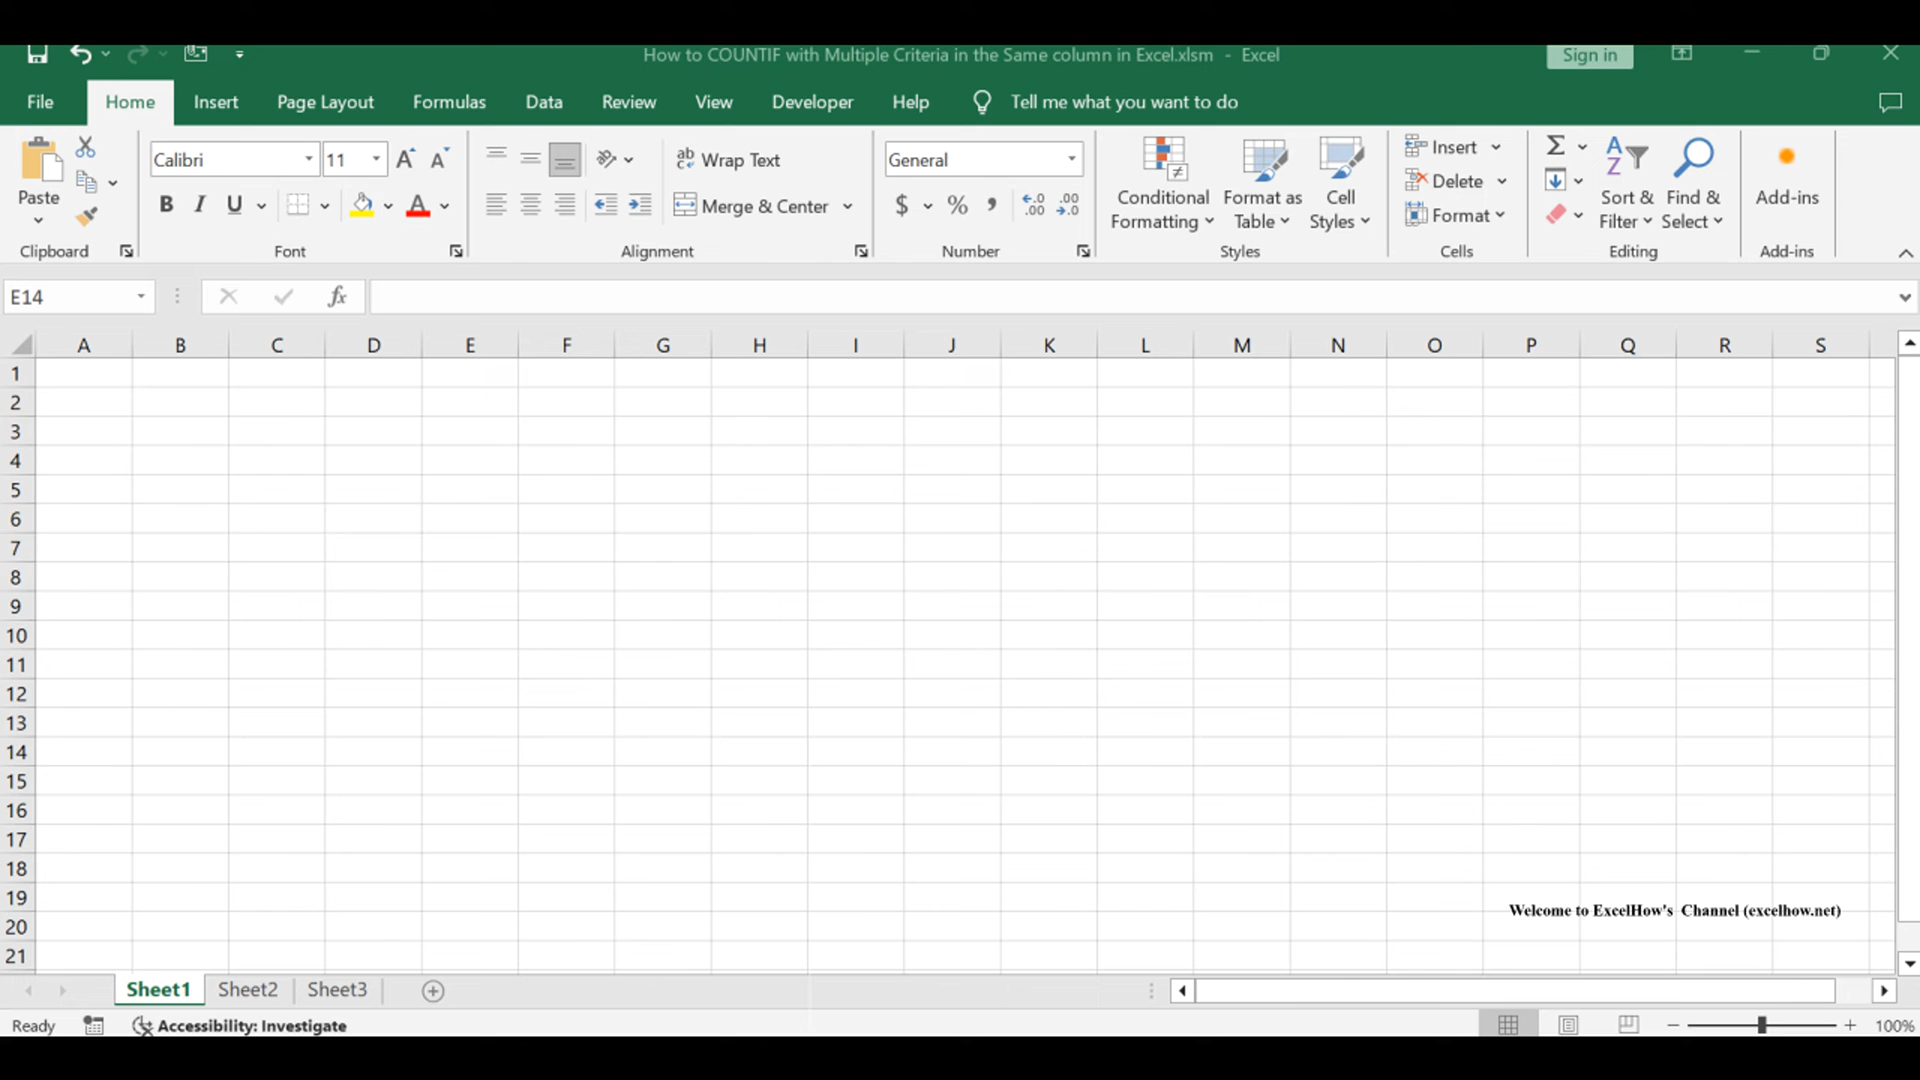 How to COUNTIF with Multiple Criteria in the Same column in Excel.xlsm - Excel
Sign in
File Home Insert Page Layout Formulas Data Review View Developer Help Tell me what you want to do
Paste
Clipboard
Calibri 11
B I U A
Font
ab Wrap Text
Merge & Center
Alignment
General
$ % ,
Number
Conditional Formatting
Format as Table
Cell Styles
Styles
Insert
Delete
Format
Cells
Sort & Filter
Find & Select
Editing
Add-ins
Add-ins
E14 fx
A B C D E F G H I J K L M N O P Q R S
1
2
3
4
5
6
7
8
9
10
11
12
13
14
15
16
17
18
19
Welcome to ExcelHow's Channel (excelhow.net)
20
21
Sheet1 Sheet2 Sheet3
Ready Accessibility: Investigate 100%